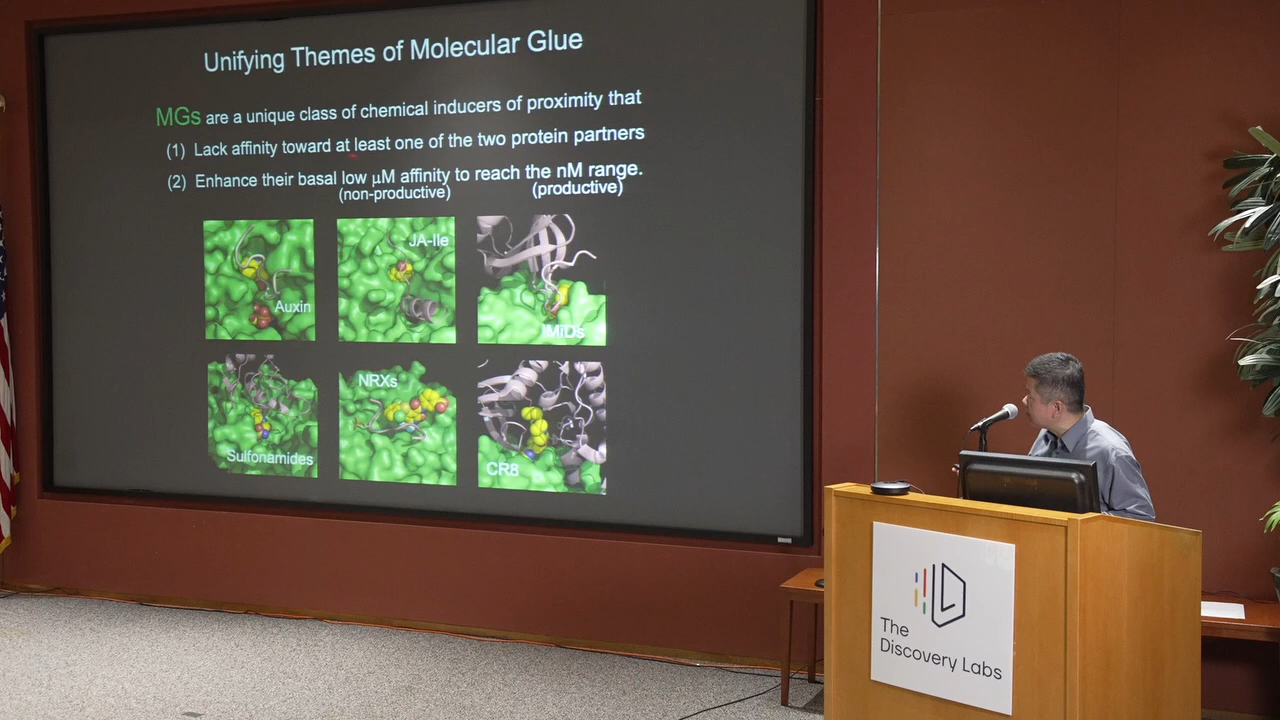 Unifying Themes of Molecular Glue
MGs are a unique class of chemical inducers of proximity that
(1) Lack affinity toward at least one of the two protein partners
(2) Enhance their basal low μM affinity to reach the nM range.
(non-productive) (productive)
Auxin
JA-Ile
IMiDs
Sulfonamides
NRXs
CR8
The
Discovery Labs